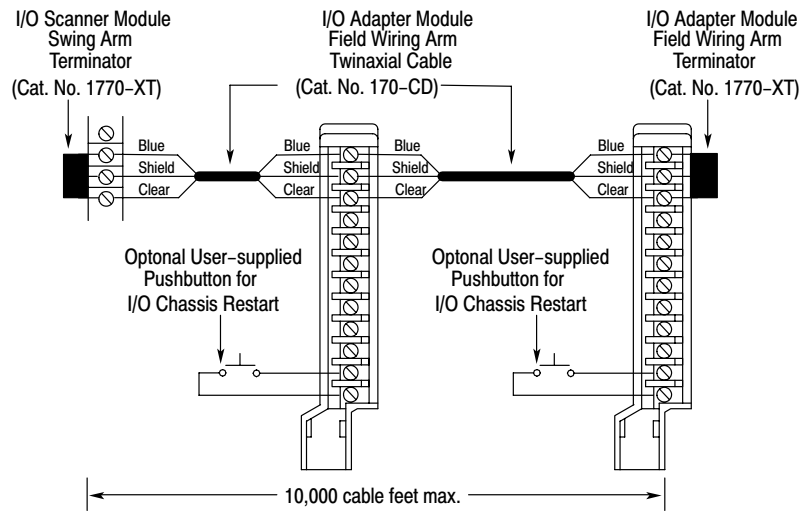 I/O Scanner Module
Swing Arm
Terminator
(Cat. No. 1770-XT)
I/O Adapter Module
Field Wiring Arm
Twinaxial Cable
(Cat. No. 170-CD)
I/O Adapter Module
Field Wiring Arm
Terminator
(Cat. No. 1770-XT)
Blue
Shield
Clear
Blue
Shield
Clear
Blue
Shield
Clear
Blue
Shield
Clear
Optonal User-supplied
Pushbutton for
I/O Chassis Restart
Optonal User-supplied
Pushbutton for
I/O Chassis Restart
10,000 cable feet max.